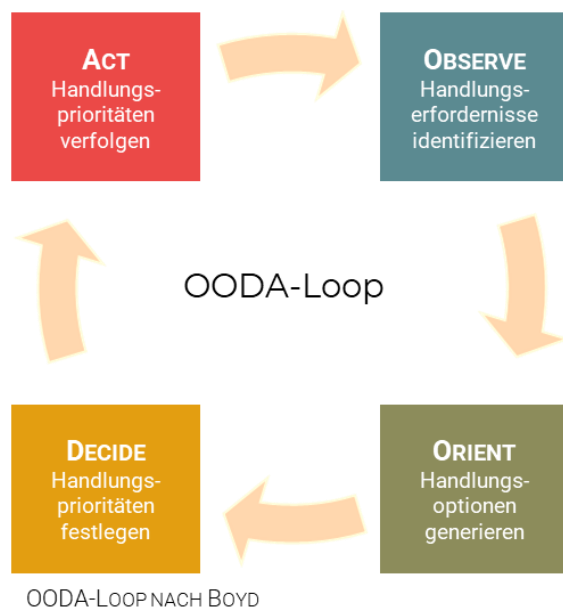 ACT
Handlungs-
prioritäten
verfolgen
OBSERVE
Handlungs-
erfordernisse
identifizieren
OODA-Loop
DECIDE
Handlungs-
prioritäten
festlegen
ORIENT
Handlungs-
optionen
generieren
OODA-LOOP NACH BOYD